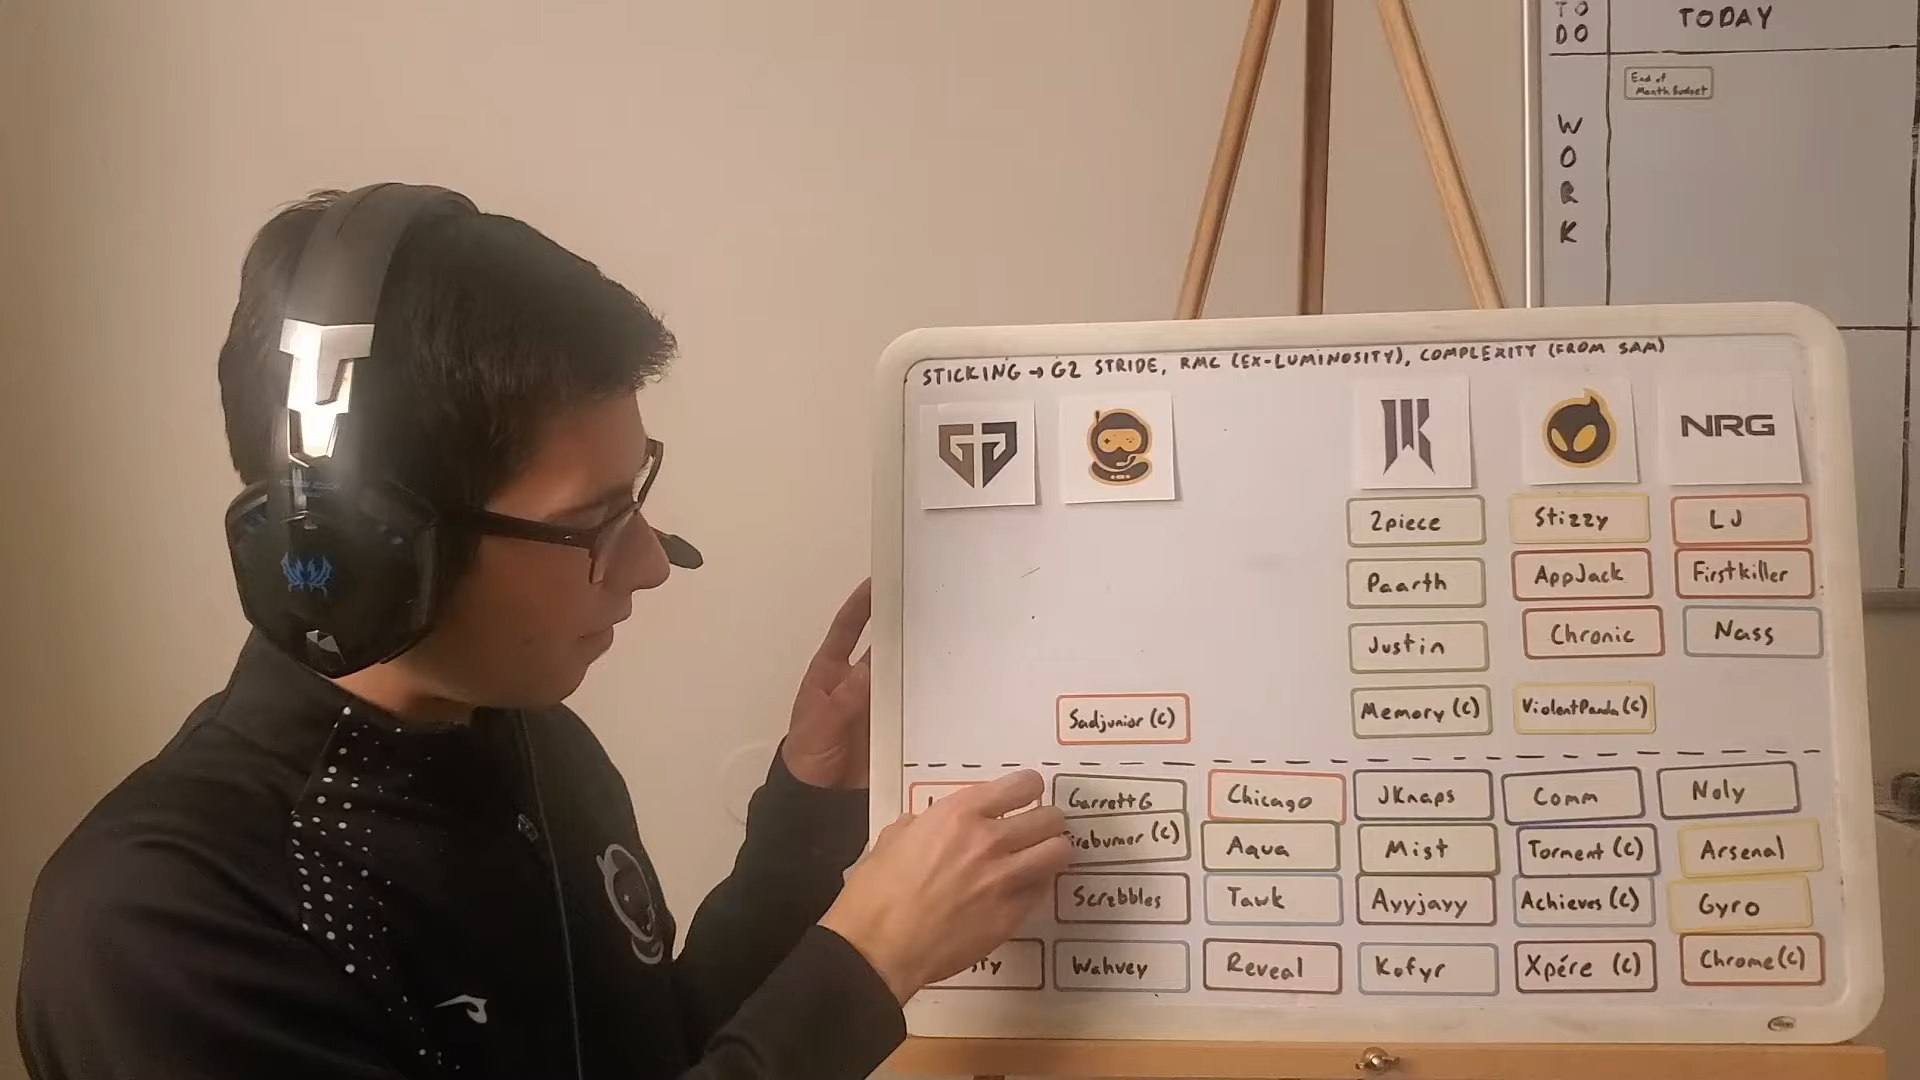 TO
DO
TODAY
End of
Month Budget
WORK
STICKING → G2 STRIDE, RMC (EX-LUMINOSITY), COMPLEXITY (FROM SAM)
NRG
2piece
Stizzy
LJ
Paarth
AppJack
Firstkiller
Justin
Chronic
Nass
Sadjunior (C)
Memory (C)
ViolentPanda (C)
GarrettG
Chicago
JKnaps
Comm
Noly
(C)
Aqua
Mist
Torment (C)
Arsenal
Screbbles
Tawk
Ayyjayy
Achieves (C)
Gyro
Wahvey
Reveal
Kofyr
Xpére (C)
Chrome (C)